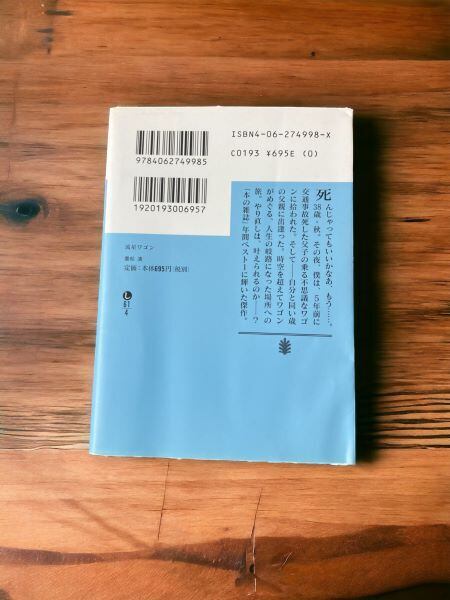 ISBN4-06-274998-X
C0193 ¥695E (0)
9784062749985
1920193006957
死んじゃってもいいかなあ、もう……。
38歳・秋。その夜、僕は、5年前に
交通事故死した父子の乗る不思議なワゴ
ンに拾われた。そして――自分と同い歳
の父親に出逢った。時空を超えてワゴン
がめぐる、人生の岐路になった場所への
旅。やり直しは、叶えられるのか――?
「本の雑誌」年間ベスト1に輝いた傑作。
流星ワゴン
重松 清
定価:本体695円(税別)
し
61
4